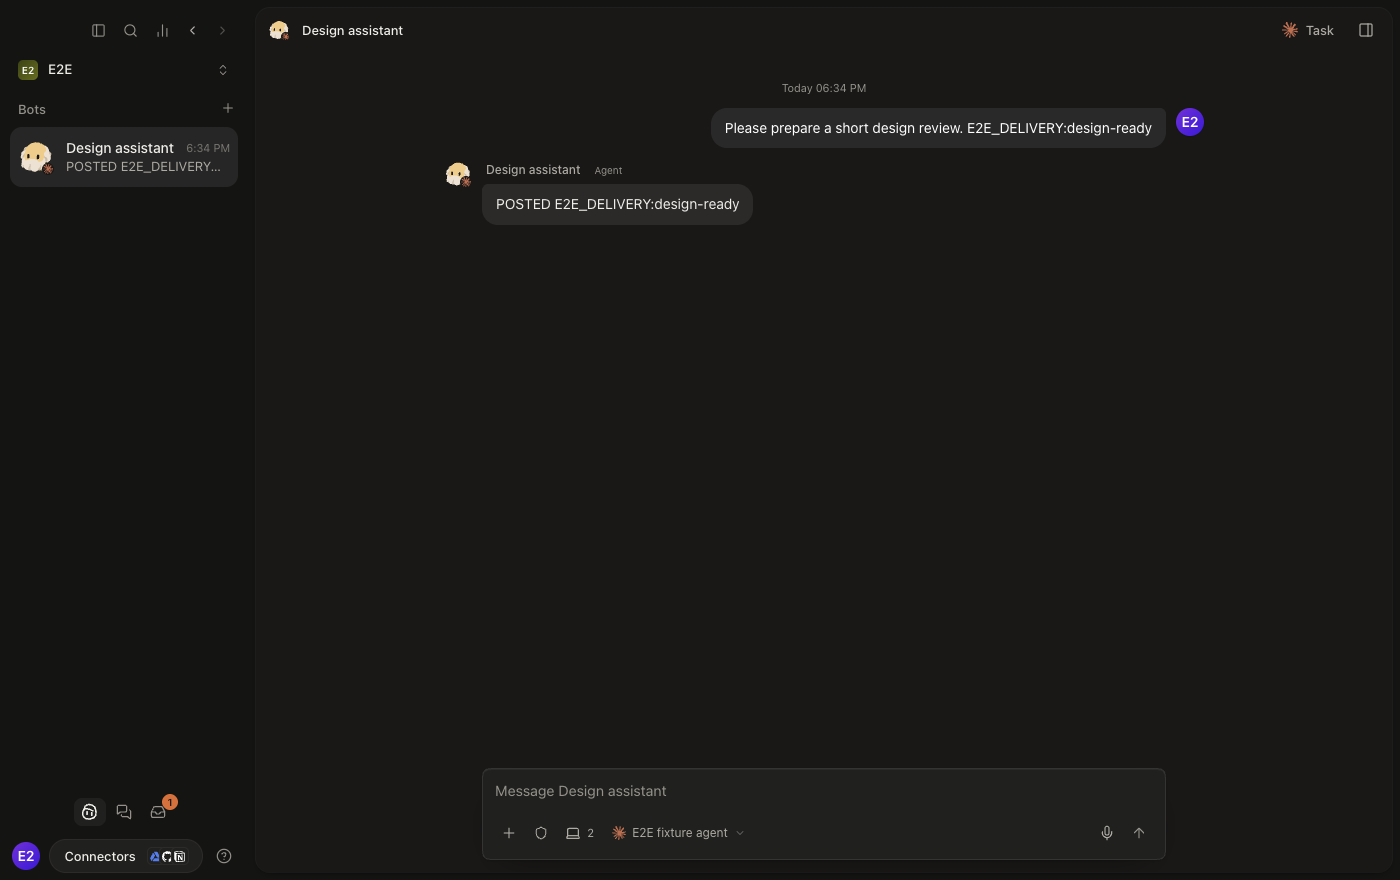 E2 E2E
Bots
Design assistant 6:34 PM
POSTED E2E_DELIVERY...
1
E2 Connectors
Design assistant
Task
Today 06:34 PM
Please prepare a short design review. E2E_DELIVERY:design-ready
E2
Design assistant Agent
POSTED E2E_DELIVERY:design-ready
Message Design assistant
2 E2E fixture agent